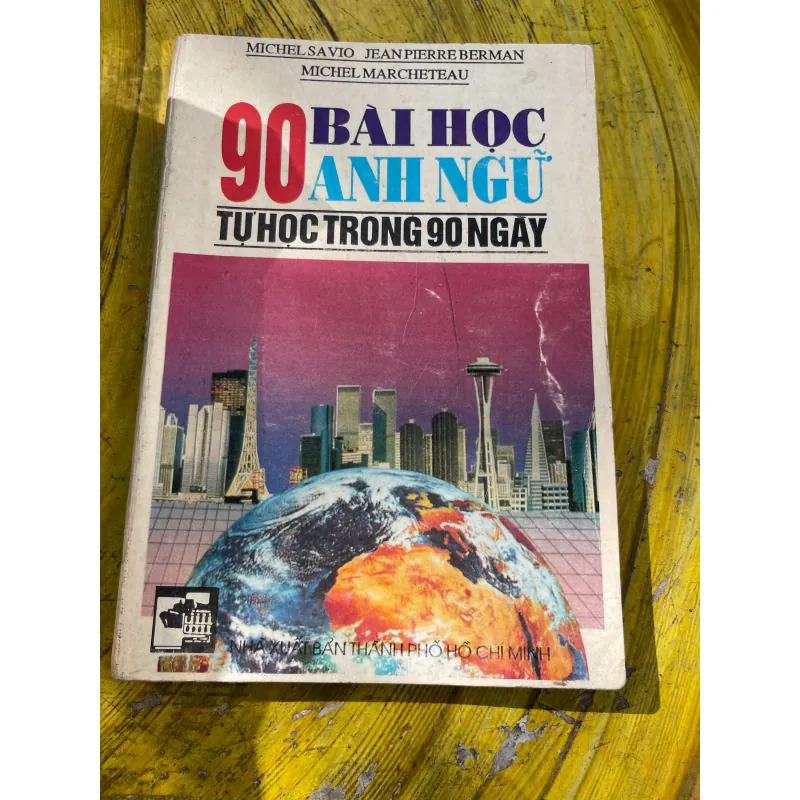 MICHEL SAVIO JEAN PIERRE BERMAN
MICHEL MARCHETEAU
90 BÀI HỌC
ANH NGỮ
TỰ HỌC TRONG 90 NGÀY
NHÀ XUẤT BẢN THÀNH PHỐ HỒ CHÍ MINH